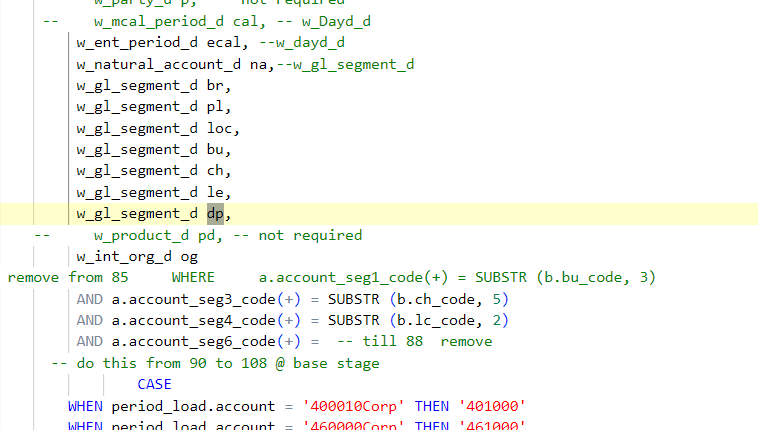 w_party_d p, -- not required
-- w_mcal_period_d cal, -- w_Dayd_d
w_ent_period_d ecal, --w_dayd_d
w_natural_account_d na,--w_gl_segment_d
w_gl_segment_d br,
w_gl_segment_d pl,
w_gl_segment_d loc,
w_gl_segment_d bu,
w_gl_segment_d ch,
w_gl_segment_d le,
w_gl_segment_d dp,
-- w_product_d pd, -- not required
w_int_org_d og
remove from 85 WHERE a.account_seg1_code(+) = SUBSTR (b.bu_code, 3)
AND a.account_seg3_code(+) = SUBSTR (b.ch_code, 5)
AND a.account_seg4_code(+) = SUBSTR (b.lc_code, 2)
AND a.account_seg6_code(+) = -- till 88 remove
-- do this from 90 to 108 @ base stage
CASE
WHEN period_load.account = '400010Corp' THEN '401000'
WHEN period_load.account = '460000Corp' THEN '461000'